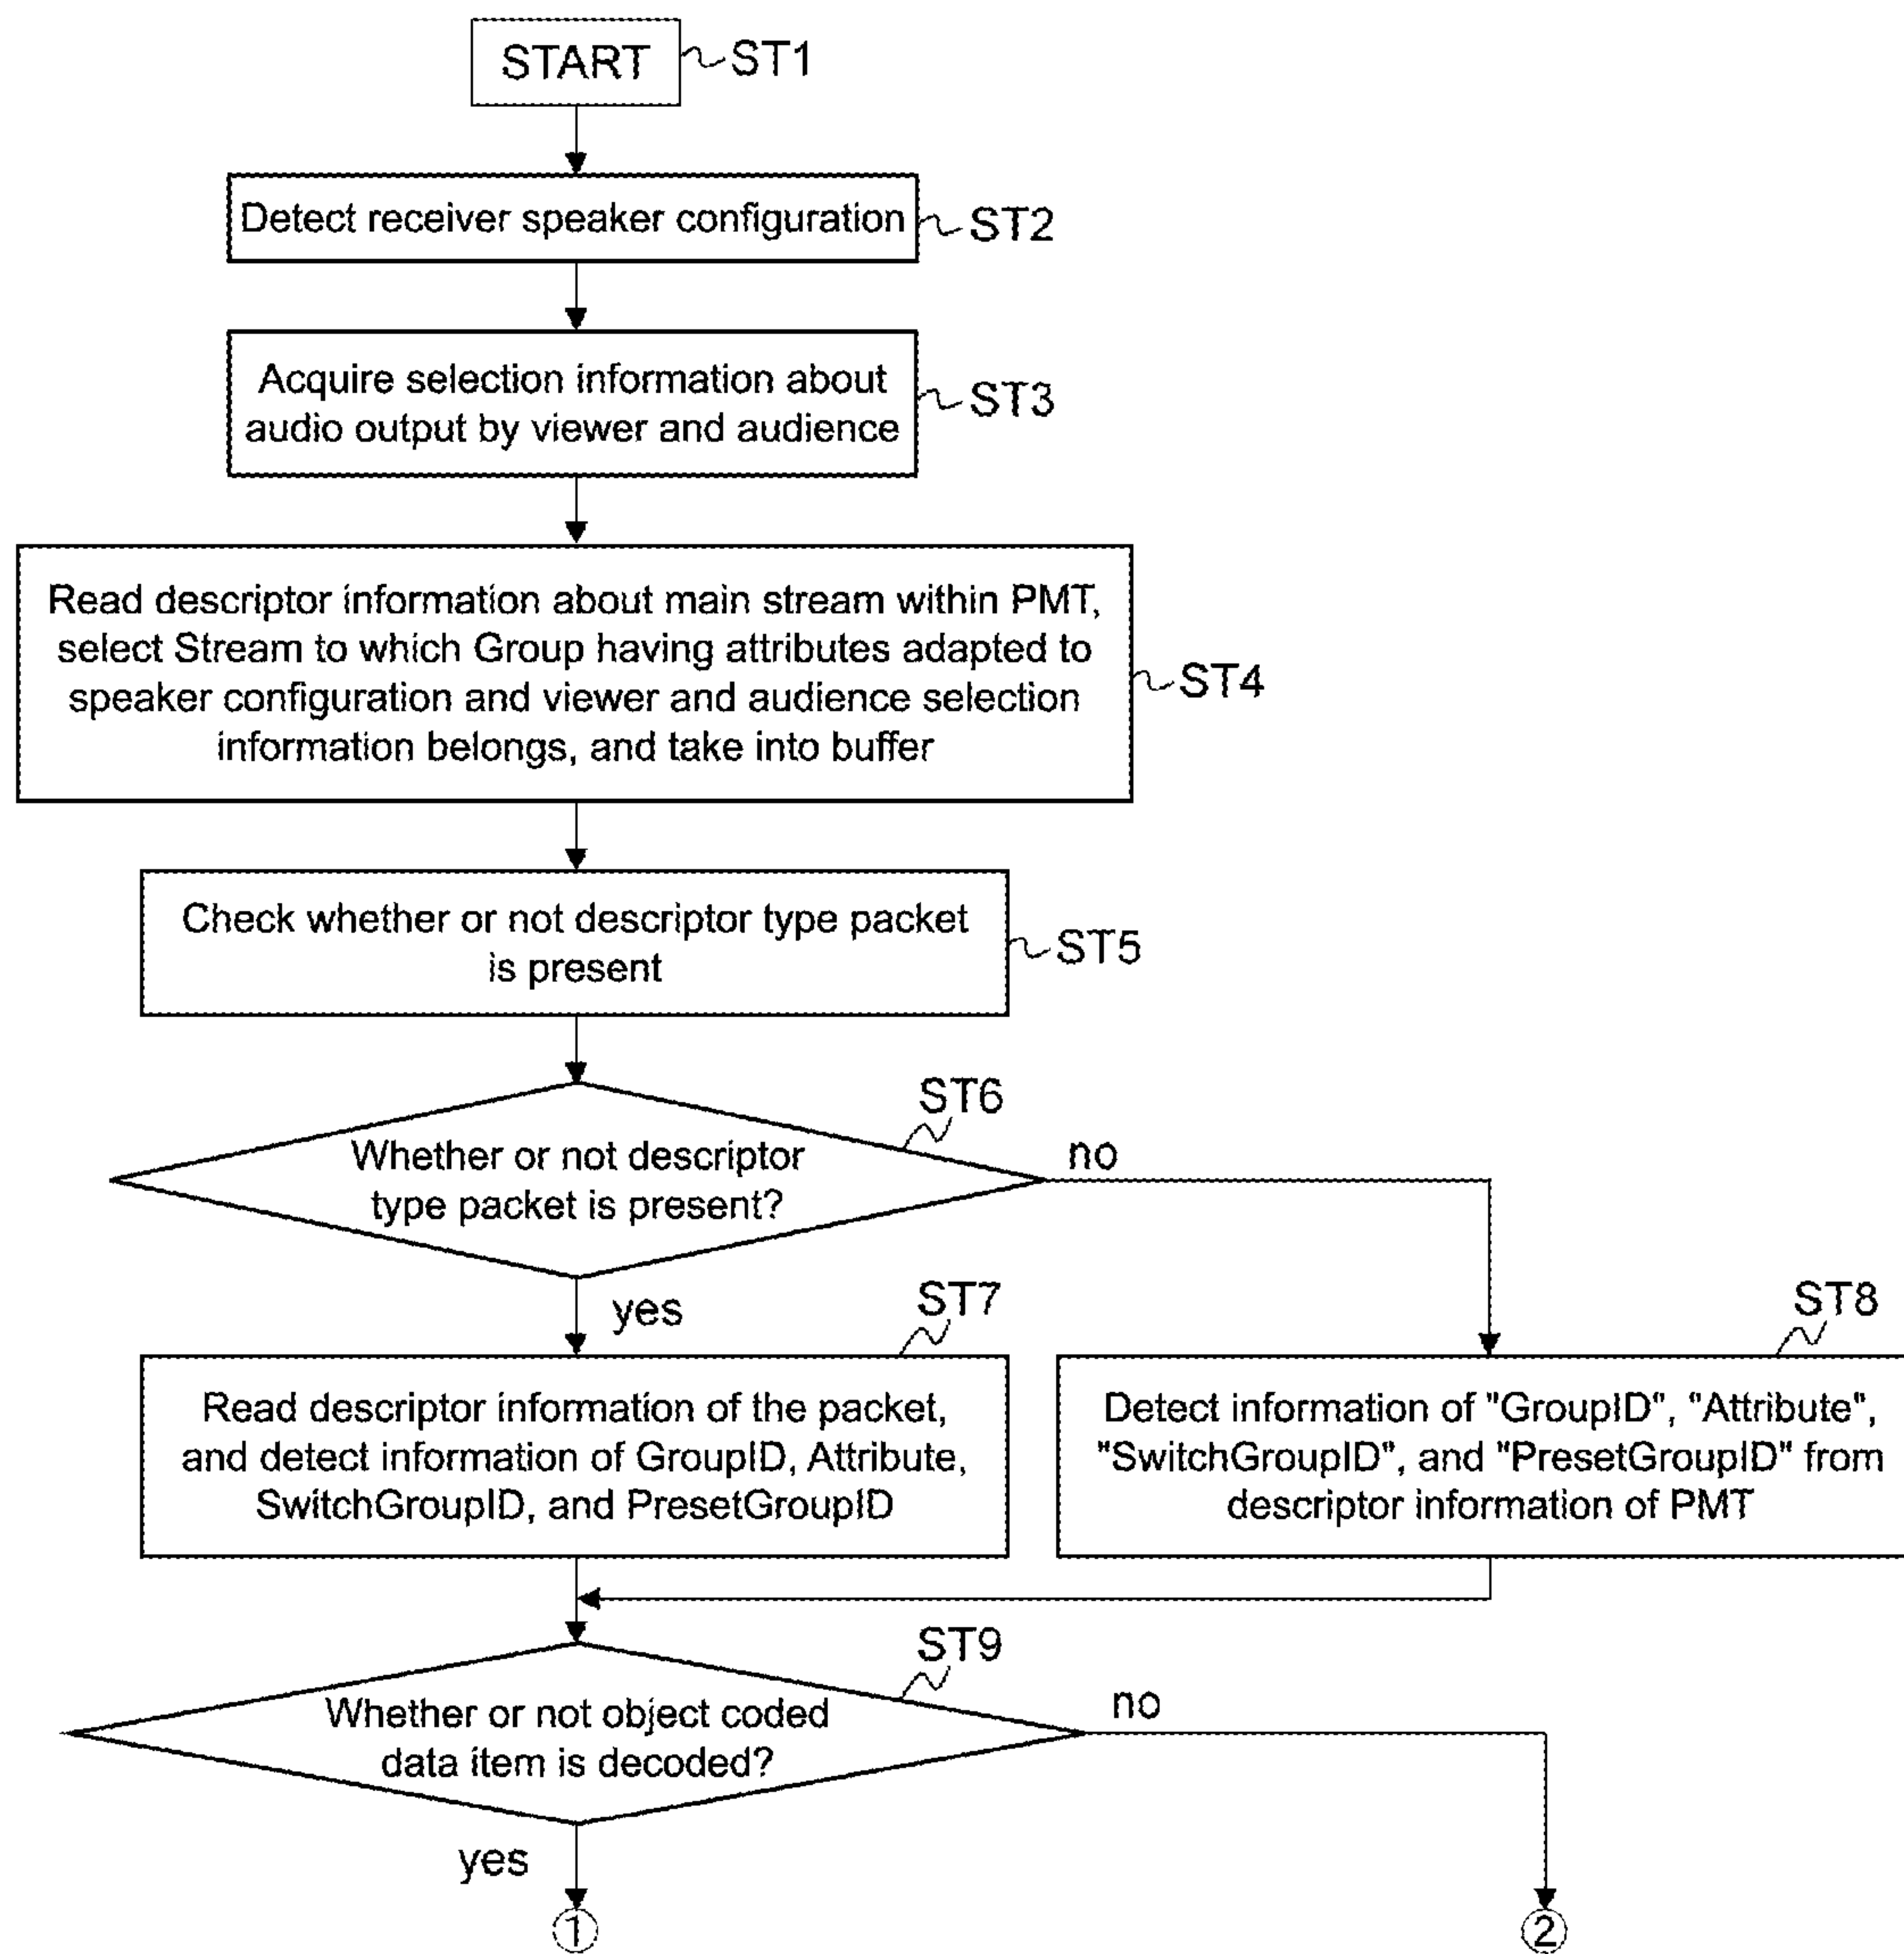 START
ST1
Detect receiver speaker configuration
ST2
Acquire selection information about
audio output by viewer and audience
ST3
Read descriptor information about main stream within PMT,
select Stream to which Group having attributes adapted to
speaker configuration and viewer and audience selection
information belongs, and take into buffer
ST4
Check whether or not descriptor type packet
is present
ST5
ST6
Whether or not descriptor
type packet is present?
no
yes
ST7
Read descriptor information of the packet,
and detect information of GroupID, Attribute,
SwitchGroupID, and PresetGroupID
ST8
Detect information of "GroupID", "Attribute",
"SwitchGroupID", and "PresetGroupID" from
descriptor information of PMT
ST9
Whether or not object coded
data item is decoded?
no
yes
1
2